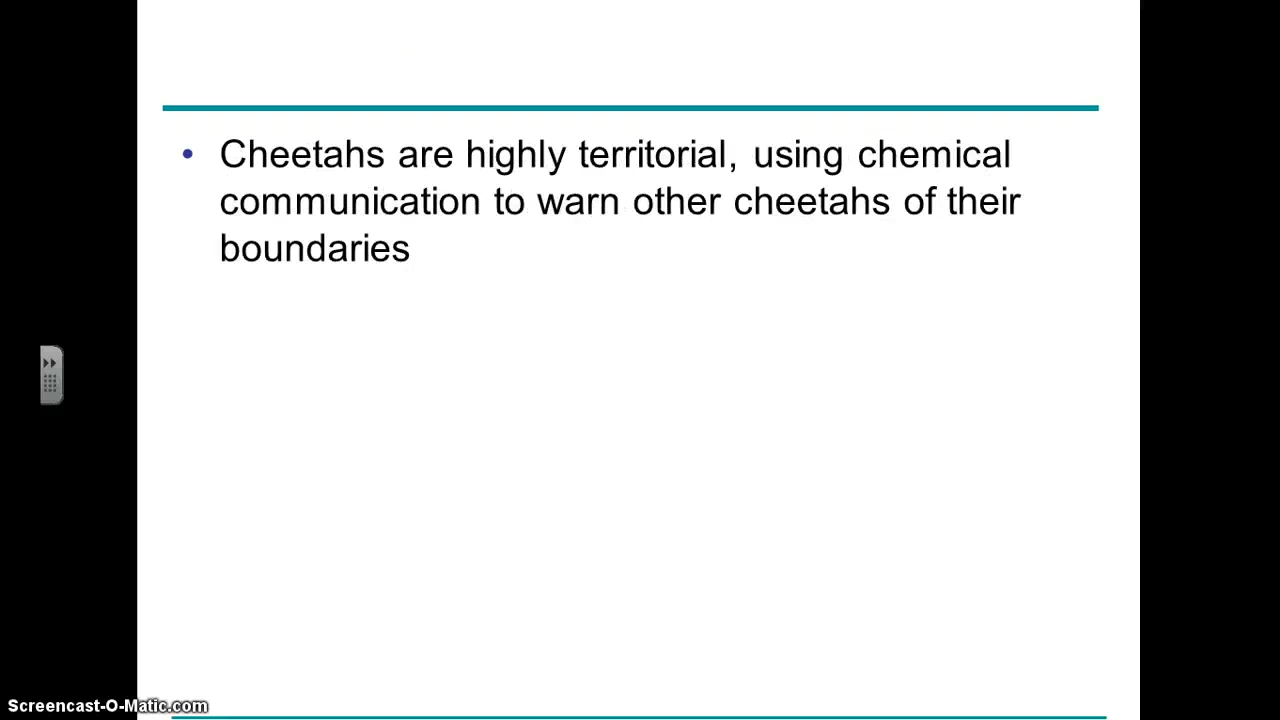 • Cheetahs are highly territorial, using chemical
communication to warn other cheetahs of their
boundaries
Screencast-O-Matic.com